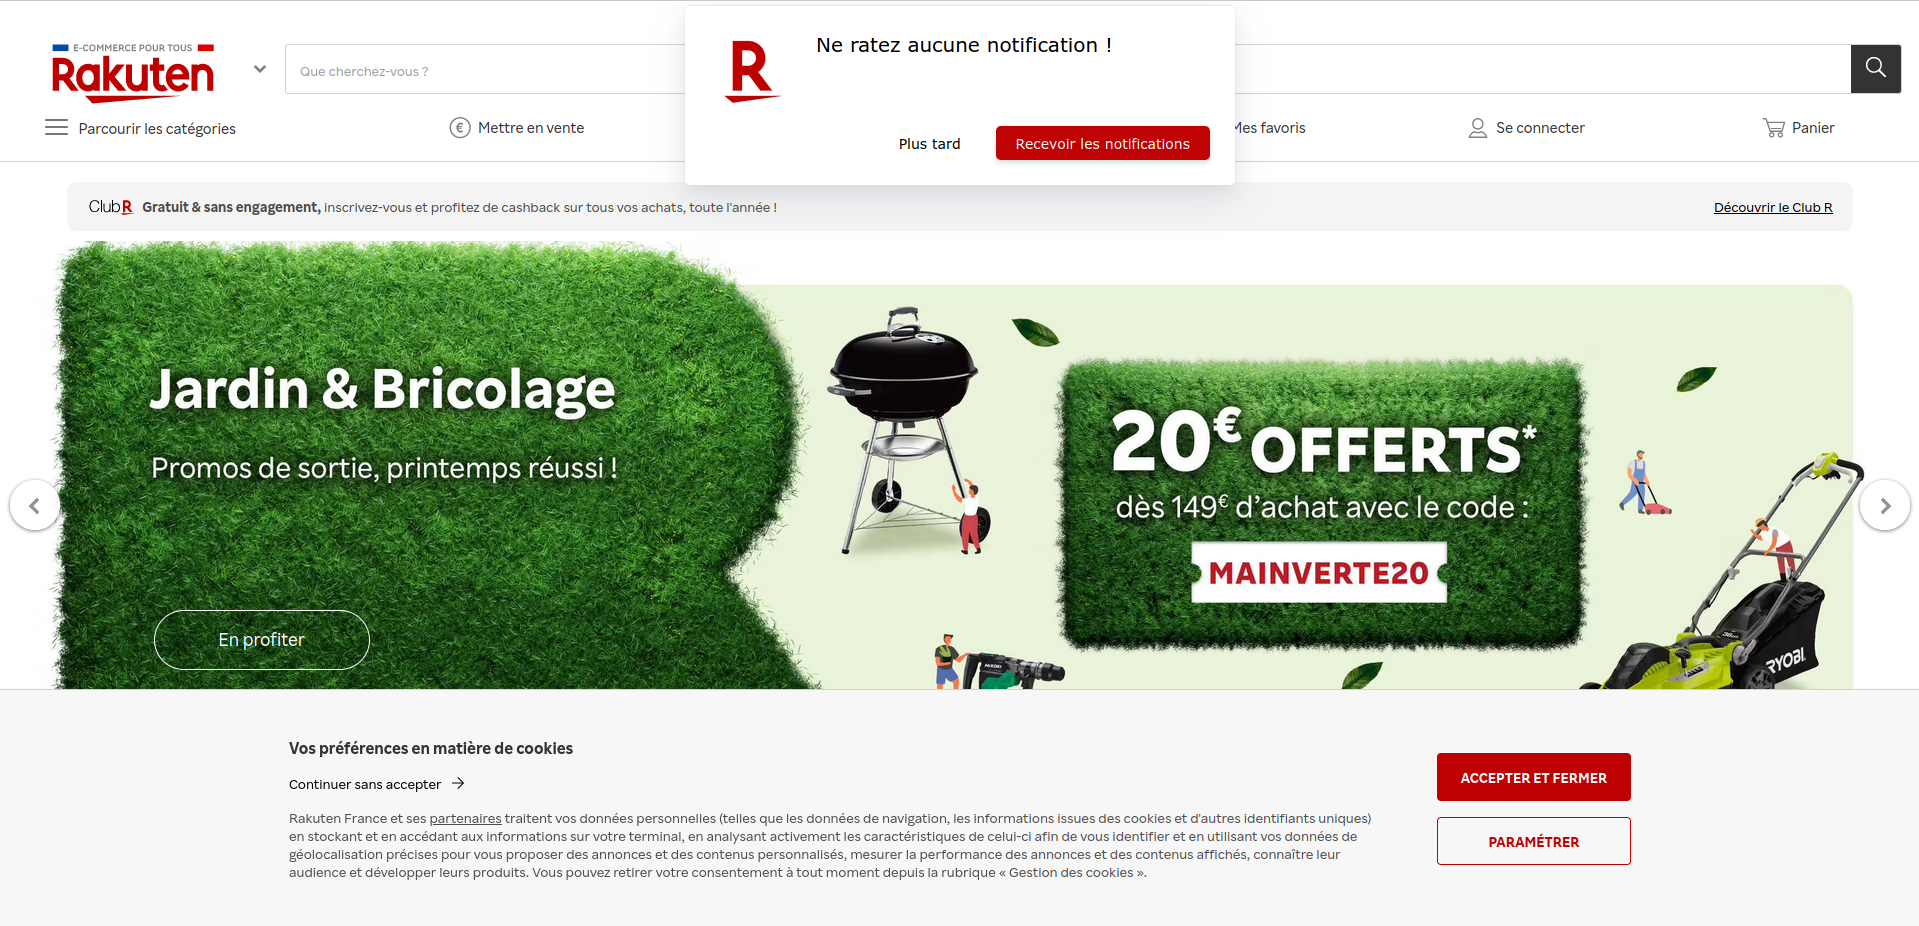 E-COMMERCE POUR TOUS
Rakuten
Que cherchez-vous ?
R
Ne ratez aucune notification !
Plus tard
Recevoir les notifications
Parcourir les catégories
€ Mettre en vente
Mes favoris
Se connecter
Panier
Club R Gratuit & sans engagement, inscrivez-vous et profitez de cashback sur tous vos achats, toute l'année !
Découvrir le Club R
Jardin & Bricolage
Promos de sortie, printemps réussi !
En profiter
20€ OFFERTS*
dès 149€ d'achat avec le code :
MAINVERTE20
HiKOKI
RYOBI
Vos préférences en matière de cookies
Continuer sans accepter
Rakuten France et ses partenaires traitent vos données personnelles (telles que les données de navigation, les informations issues des cookies et d'autres identifiants uniques)
en stockant et en accédant aux informations sur votre terminal, en analysant activement les caractéristiques de celui-ci afin de vous identifier et en utilisant vos données de
géolocalisation précises pour vous proposer des annonces et des contenus personnalisés, mesurer la performance des annonces et des contenus affichés, connaître leur
audience et développer leurs produits. Vous pouvez retirer votre consentement à tout moment depuis la rubrique « Gestion des cookies ».
ACCEPTER ET FERMER
PARAMÉTRER